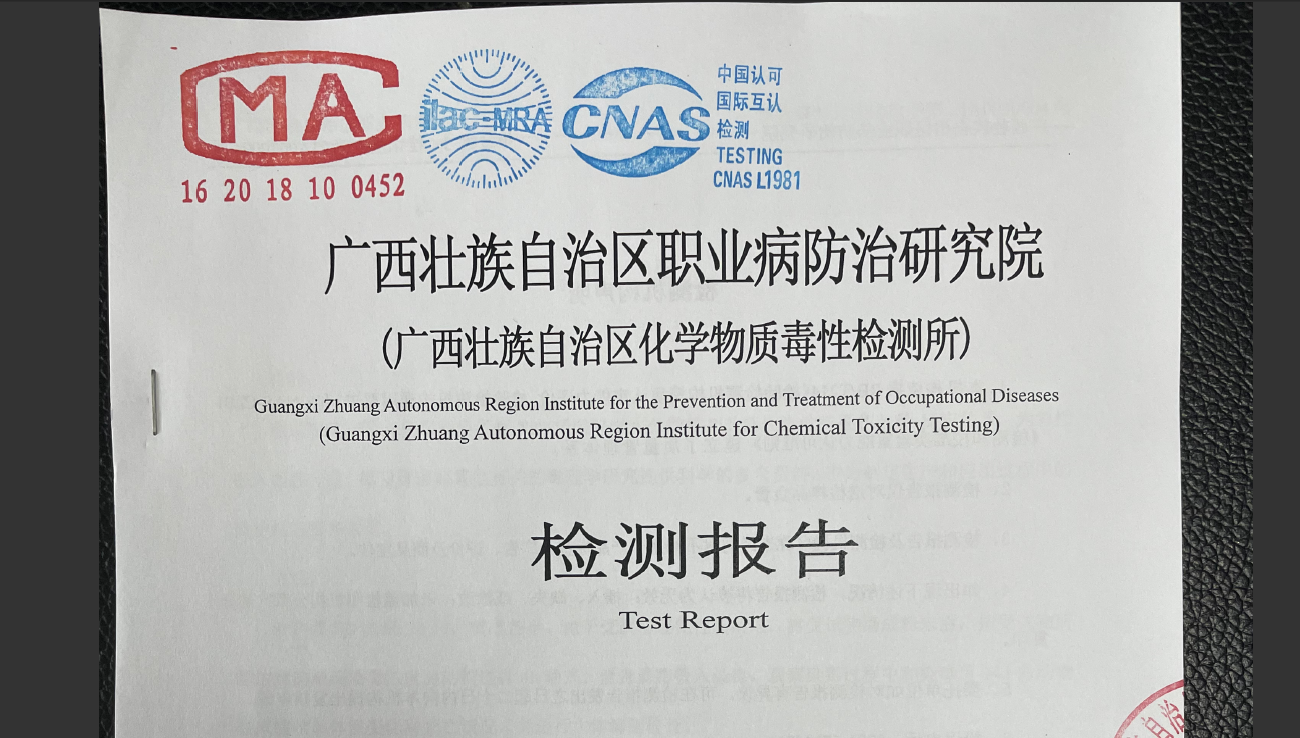 CMA
16 20 18 10 0452
ilac-MRA
CNAS
中国认可
国际互认
检测
TESTING
CNAS L1981
广西壮族自治区职业病防治研究院
(广西壮族自治区化学物质毒性检测所)
Guangxi Zhuang Autonomous Region Institute for the Prevention and Treatment of Occupational Diseases
(Guangxi Zhuang Autonomous Region Institute for Chemical Toxicity Testing)
检测报告
Test Report
自治